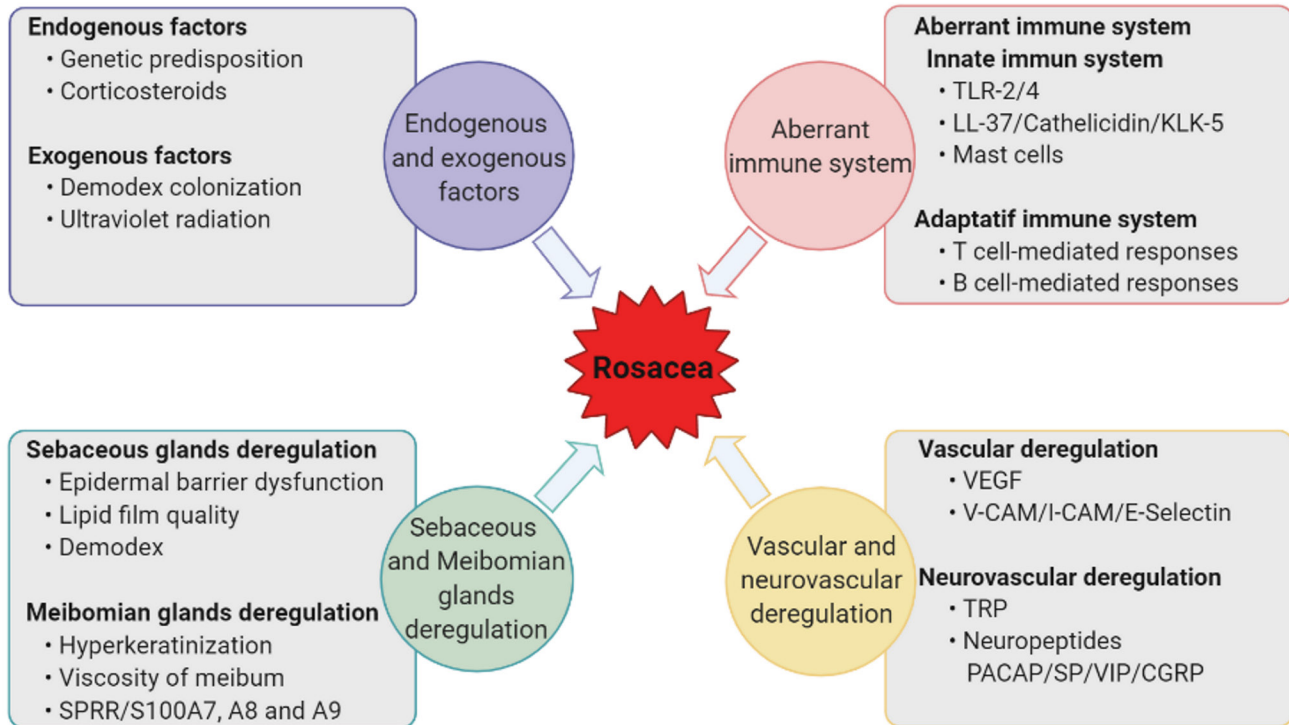 Endogenous factors
• Genetic predisposition
• Corticosteroids
Exogenous factors
• Demodex colonization
• Ultraviolet radiation
Endogenous
and exogenous
factors
Aberrant
immune system
Aberrant immune system
Innate immun system
• TLR-2/4
• LL-37/Cathelicidin/KLK-5
• Mast cells
Adaptatif immune system
• T cell-mediated responses
• B cell-mediated responses
Rosacea
Sebaceous glands deregulation
• Epidermal barrier dysfunction
• Lipid film quality
• Demodex
Meibomian glands deregulation
• Hyperkeratinization
• Viscosity of meibum
• SPRR/S100A7, A8 and A9
Sebaceous
and Meibomian
glands
deregulation
Vascular and
neurovascular
deregulation
Vascular deregulation
• VEGF
• V-CAM/I-CAM/E-Selectin
Neurovascular deregulation
• TRP
• Neuropeptides
PACAP/SP/VIP/CGRP